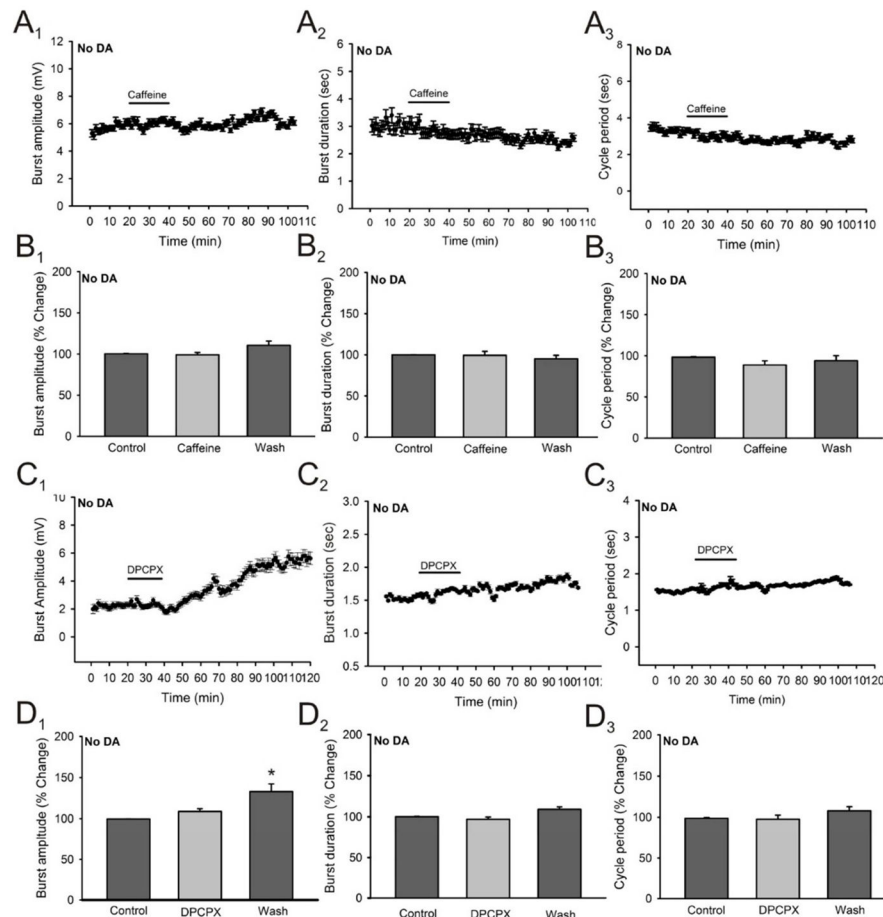 A1
No DA
Burst amplitude (mV)
12
10
8
6
4
2
0
Caffeine
0 10 20 30 40 50 60 70 80 90 100 110
Time (min)
A2
No DA
Burst duration (sec)
6
5
4
3
2
1
0
Caffeine
0 10 20 30 40 50 60 70 80 90 100 110
Time (min)
A3
No DA
Cycle period (sec)
8
6
4
2
0
Caffeine
0 10 20 30 40 50 60 70 80 90 100 110
Time (min)
B1
No DA
Burst amplitude (% Change)
200
150
100
50
0
Control Caffeine Wash
B2
No DA
Burst duration (% Change)
200
150
100
50
0
Control Caffeine Wash
B3
No DA
Cycle period (% Change)
200
150
100
50
0
Control Caffeine Wash
C1
No DA
Burst Amplitude (mV)
10
8
6
4
2
0
DPCPX
0 10 20 30 40 50 60 70 80 90 100 110 120
Time (min)
C2
No DA
Burst duration (sec)
3.0
2.5
2.0
1.5
1.0
0.5
DPCPX
0 10 20 30 40 50 60 70 80 90 100 110 12
Time (min)
C3
No DA
Cycle period (sec)
4
3
2
1
0
DPCPX
0 10 20 30 40 50 60 70 80 90 100 110 120
Time (min)
D1
No DA
Burst amplitude (% Change)
200
150
100
50
0
*
Control DPCPX Wash
D2
No DA
Burst duration (% Change)
200
150
100
50
0
Control DPCPX Wash
D3
No DA
Cycle period (% Change)
200
150
100
50
0
Control DPCPX Wash